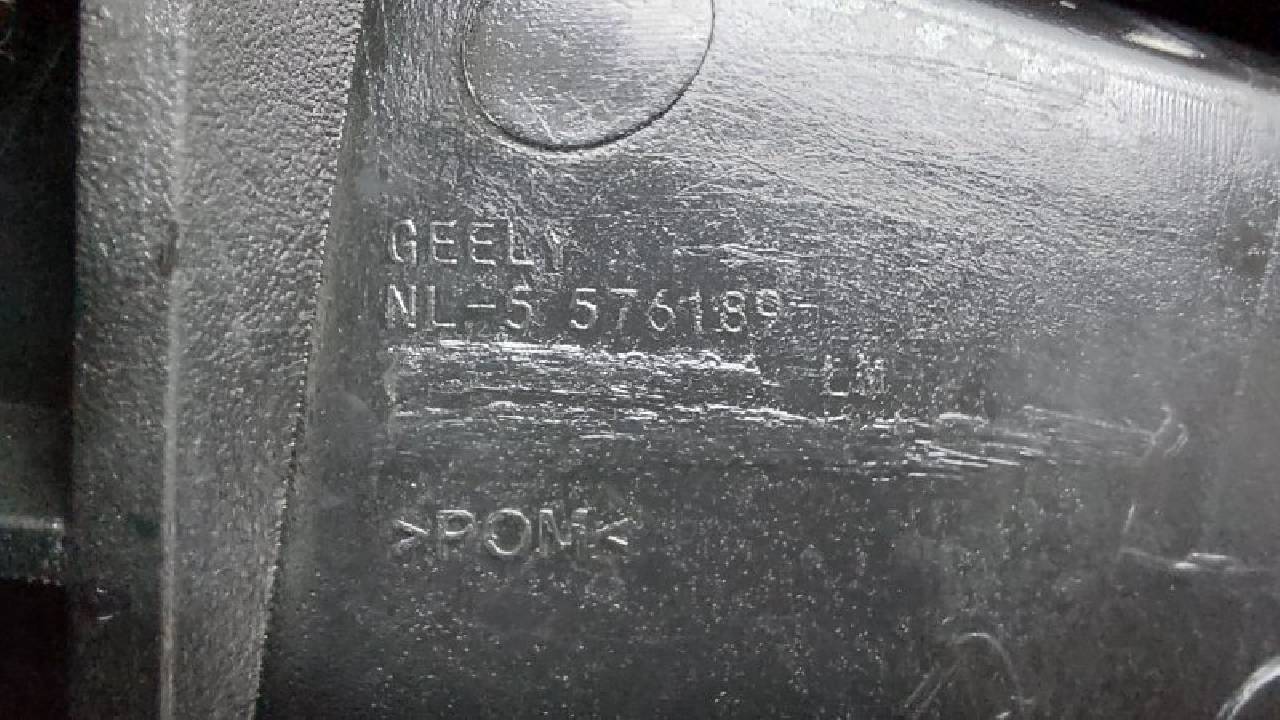 GEELY
NL-5 576189-
LM
>POM<